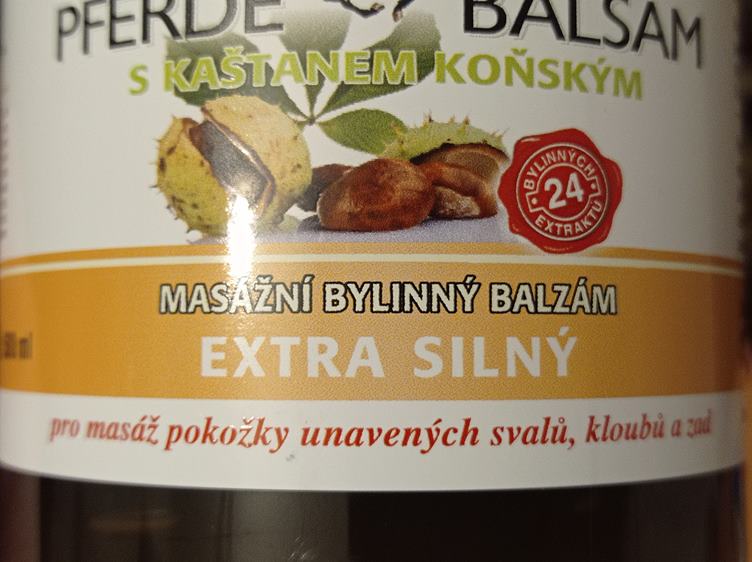 PFERDE BALSAM
S KAŠTANEM KOŇSKÝM
BYLINNÝCH
24
EXTRAKTŮ
MASÁŽNÍ BYLINNÝ BALZÁM
EXTRA SILNÝ
ml
pro masáž pokožky unavených svalů, kloubů a zad